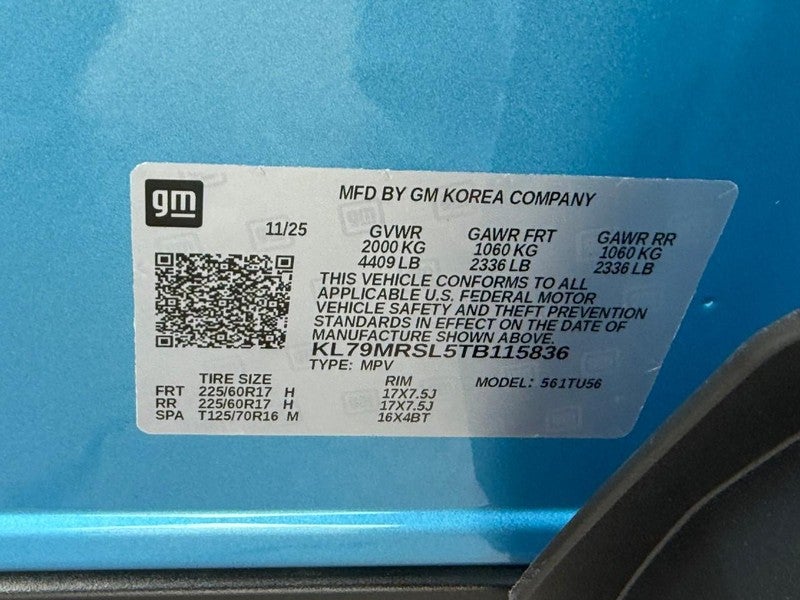 gm
MFD BY GM KOREA COMPANY
11/25 GVWR GAWR FRT GAWR RR
2000 KG 1060 KG 1060 KG
4409 LB 2336 LB 2336 LB
THIS VEHICLE CONFORMS TO ALL
APPLICABLE U.S. FEDERAL MOTOR
VEHICLE SAFETY AND THEFT PREVENTION
STANDARDS IN EFFECT ON THE DATE OF
MANUFACTURE SHOWN ABOVE.
KL79MRSL5TB115836
TYPE: MPV
TIRE SIZE RIM MODEL: 561TU56
FRT 225/60R17 H 17X7.5J
RR 225/60R17 H 17X7.5J
SPA T125/70R16 M 16X4BT